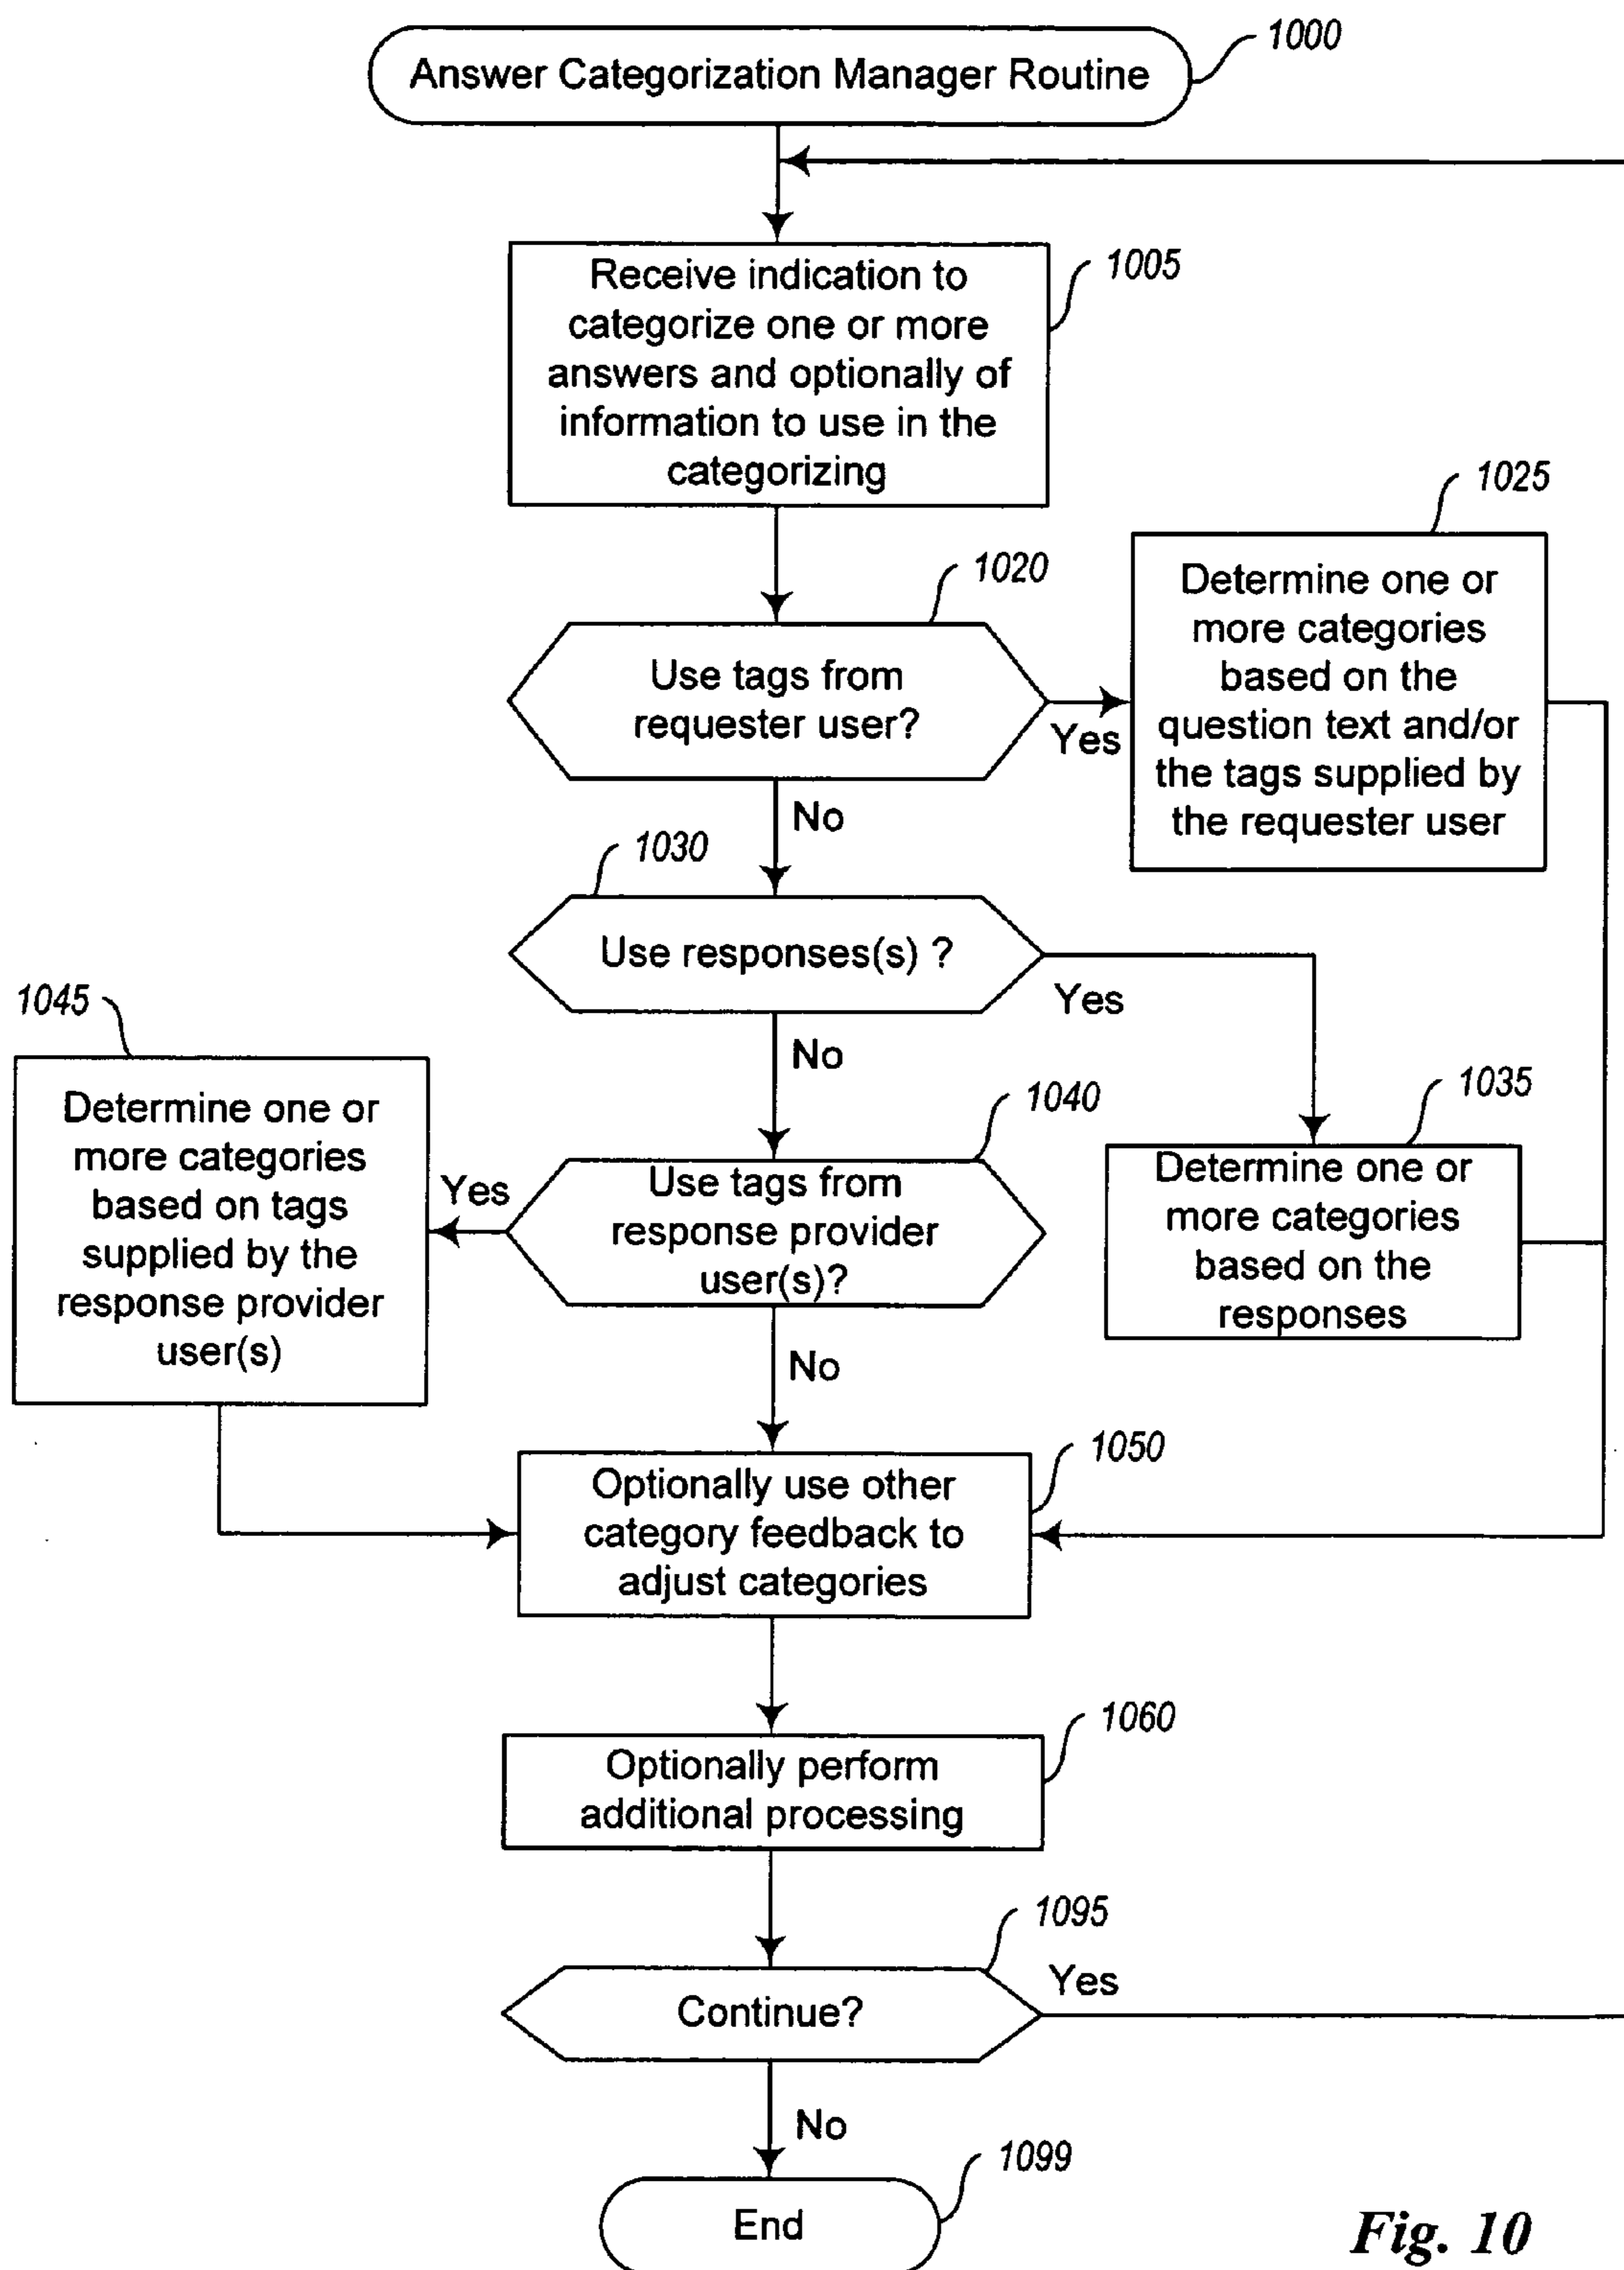 1000
Answer Categorization Manager Routine
1005
Receive indication to
categorize one or more
answers and optionally of
information to use in the
categorizing
1025
1020
Determine one or
more categories
based on the
question text and/or
the tags supplied by
the requester user
Use tags from
requester user?
Yes
No
1030
Use responses(s) ?
Yes
1045
No
1035
1040
Determine one or
more categories
based on tags
supplied by the
response provider
user(s)
Yes
Use tags from
response provider
user(s)?
Determine one or
more categories
based on the
responses
No
1050
Optionally use other
category feedback to
adjust categories
1060
Optionally perform
additional processing
1095
Yes
Continue?
No
1099
End
Fig. 10